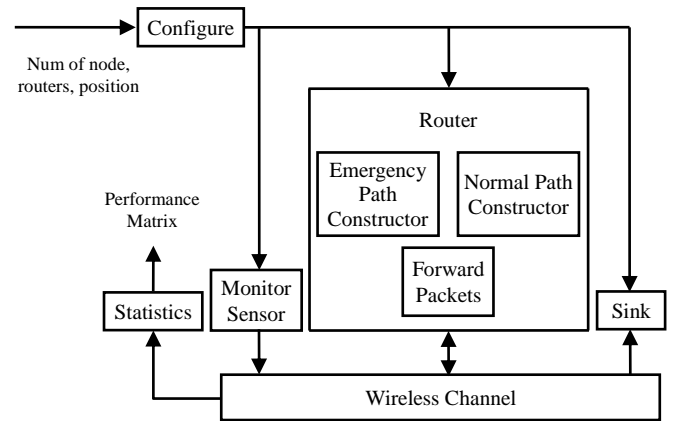 Configure
Num of node,
routers, position
Router
Emergency
Path
Constructor
Normal Path
Constructor
Performance
Matrix
Forward
Packets
Statistics
Monitor
Sensor
Sink
Wireless Channel